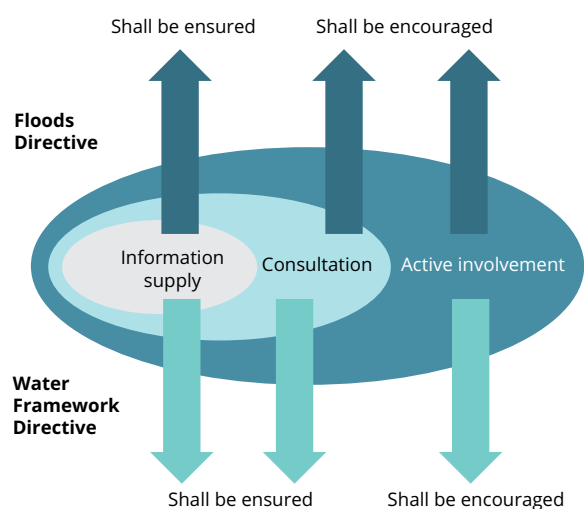 Shall be ensured
Shall be encouraged
Floods
Directive
Information
supply
Consultation
Active involvement
Water
Framework
Directive
Shall be ensured
Shall be encouraged